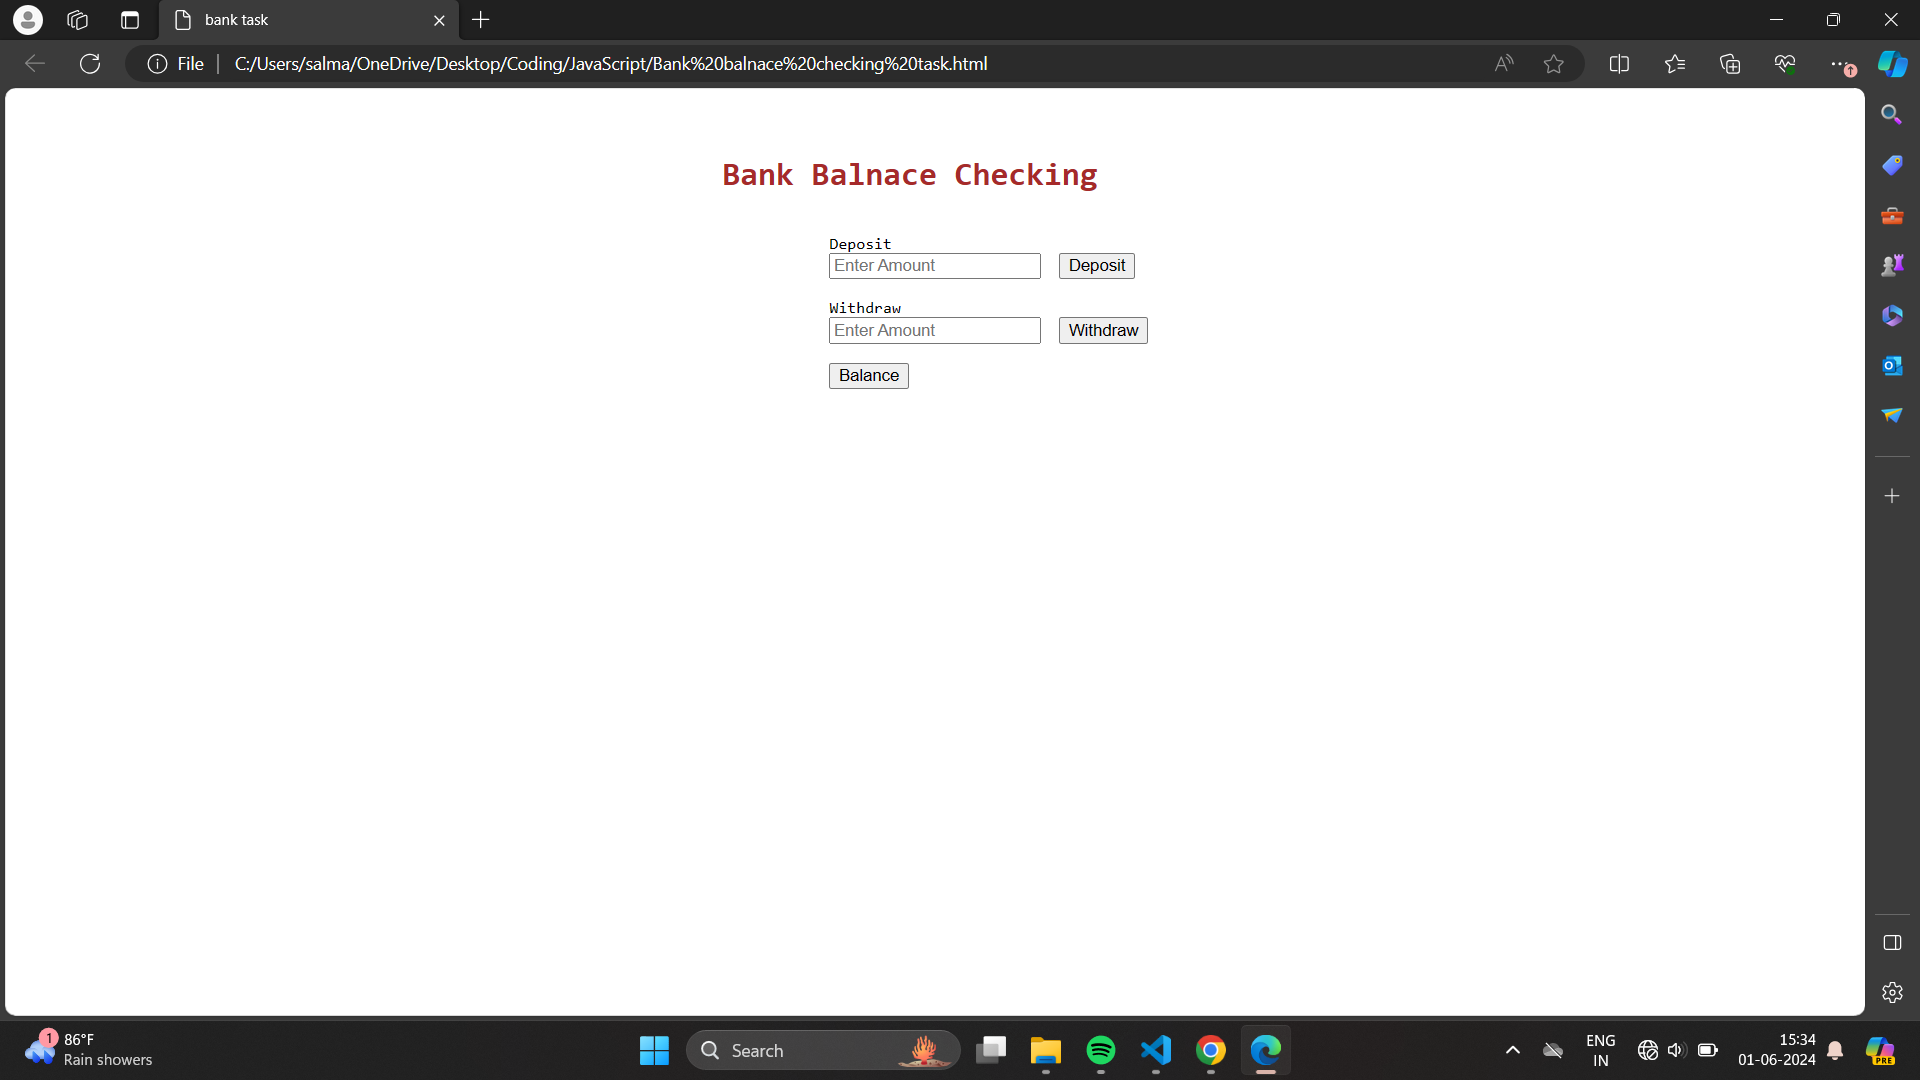 bank task
File
C:/Users/salma/OneDrive/Desktop/Coding/JavaScript/Bank%20balnace%20checking%20task.html
Bank Balnace Checking
Deposit
Enter Amount Deposit
Withdraw
Enter Amount Withdraw
Balance
1
86°F
Rain showers
Search
ENG
IN
15:34
01-06-2024
PRE